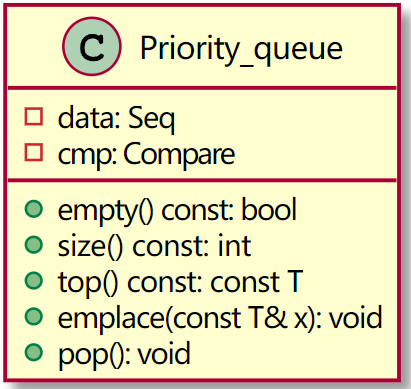 C Priority_queue
data: Seq
cmp: Compare
empty() const: bool
size() const: int
top() const: const T
emplace(const T& x): void
pop(): void